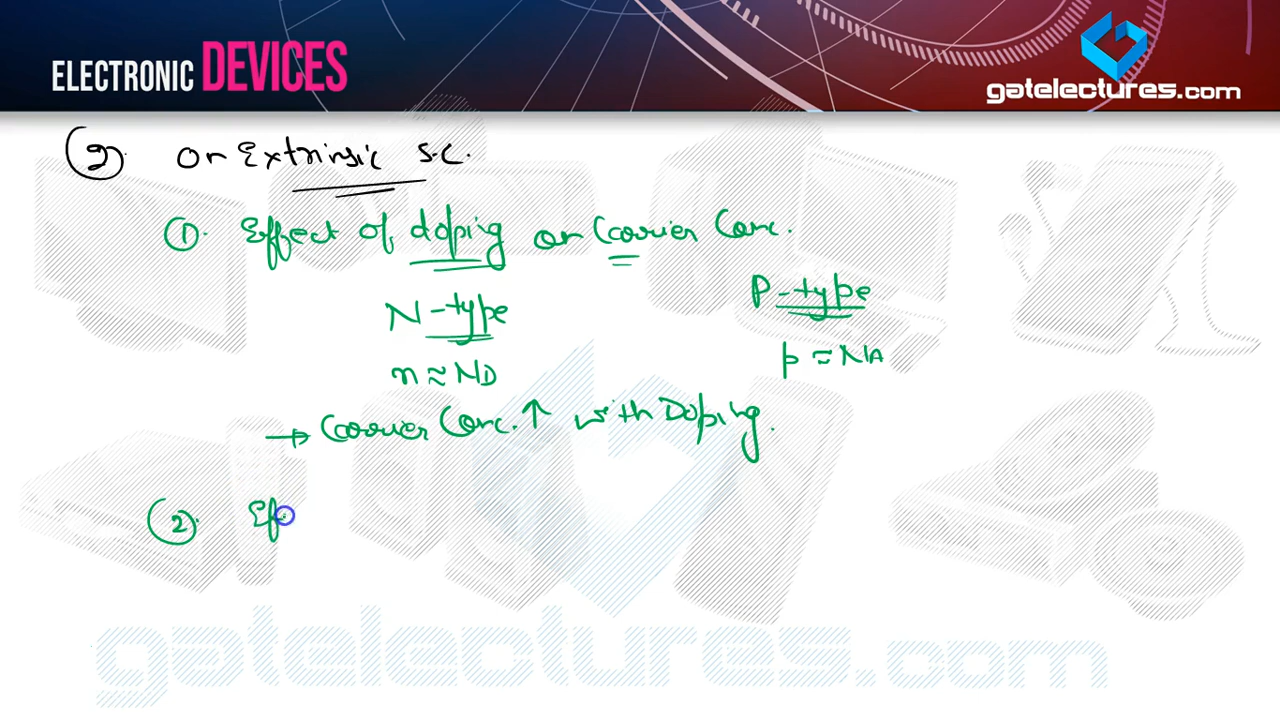 ELECTRONIC DEVICES
gatelectures.com
(2). on Extrinsic S.C.
(1). Effect of doping on Carrier Conc.
N-type P-type
n ≈ ND p ≈ NA
→ Carrier Conc. ↑ with Doping.
(2). Ef
gatelectures.com